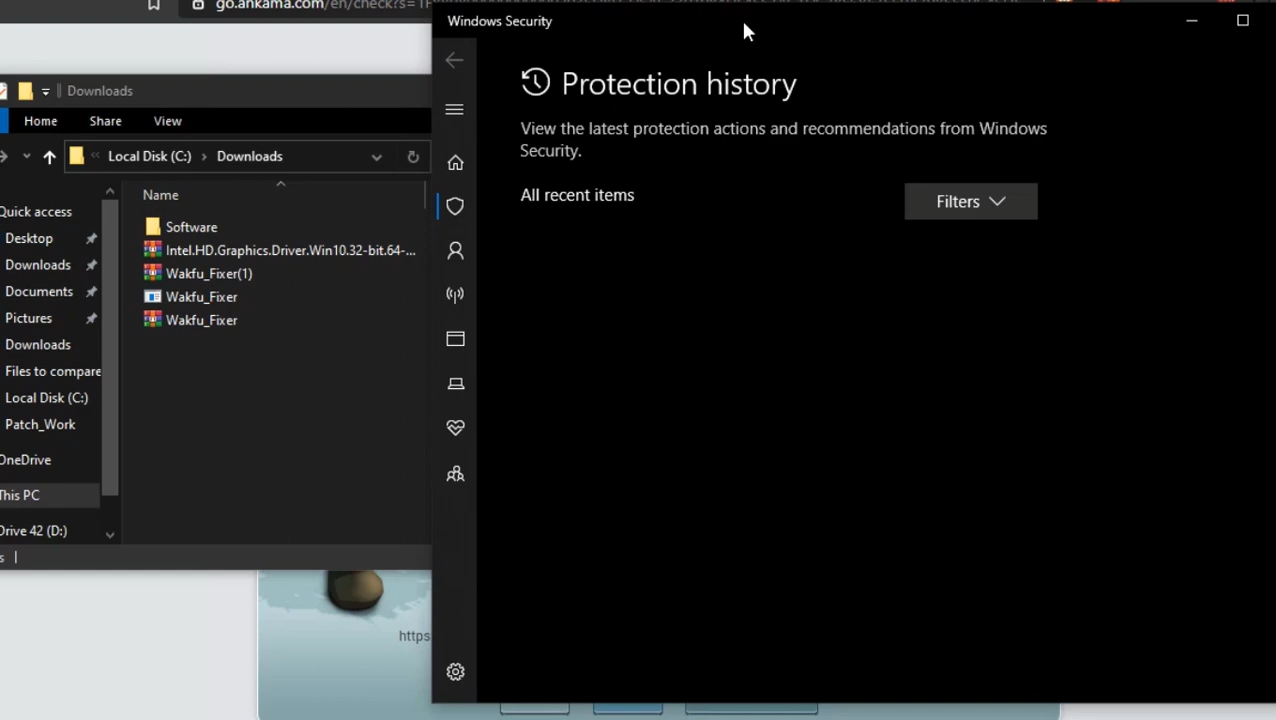 go.ankama.com/en/check?s=
Windows Security
Downloads
Home Share View
Local Disk (C:) Downloads
Name
Quick access
Desktop
Downloads
Documents
Pictures
Downloads
Files to compare
Local Disk (C:)
Patch_Work
OneDrive
This PC
Drive 42 (D:)
Software
Intel.HD.Graphics.Driver.Win10.32-bit.64-...
Wakfu_Fixer(1)
Wakfu_Fixer
Wakfu_Fixer
s
https
Protection history
View the latest protection actions and recommendations from Windows
Security.
All recent items
Filters